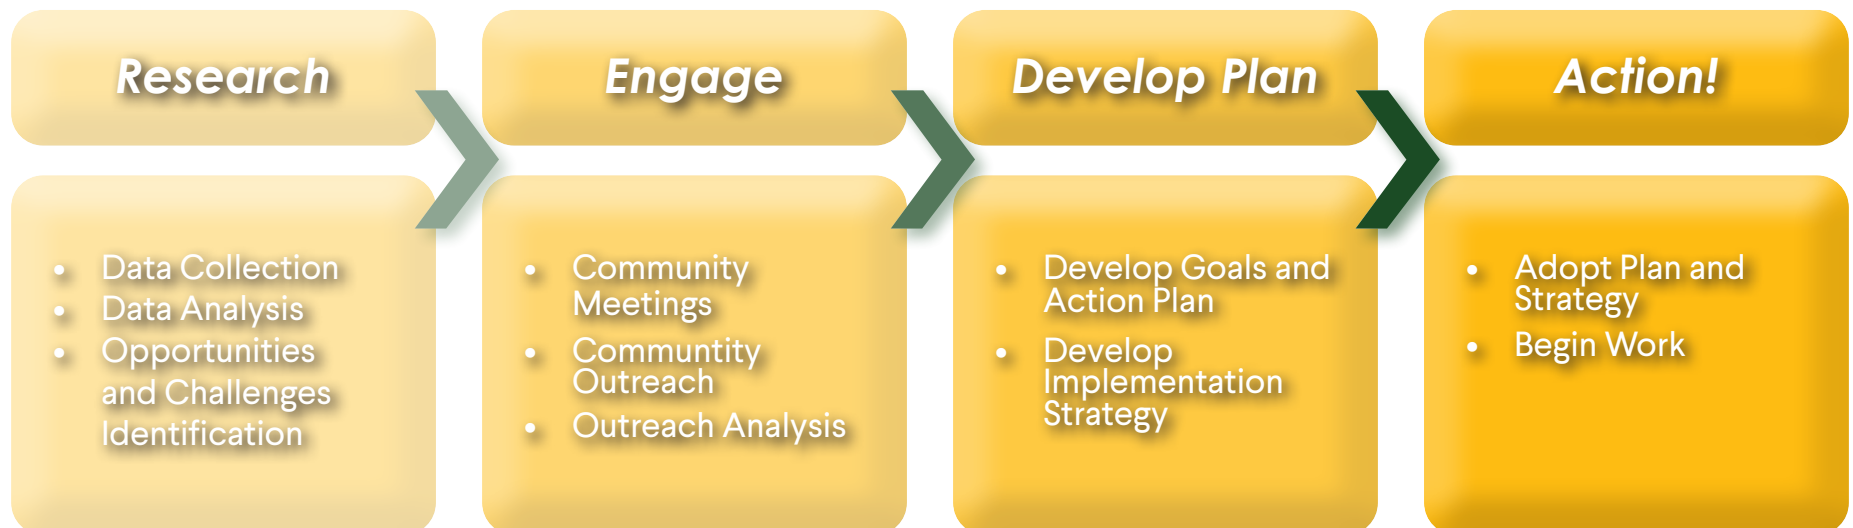 Research
• Data Collection
• Data Analysis
• Opportunities
and Challenges
Identification
Engage
• Community
Meetings
• Communtity
Outreach
• Outreach Analysis
Develop Plan
• Develop Goals and
Action Plan
• Develop
Implementation
Strategy
Action!
• Adopt Plan and
Strategy
• Begin Work